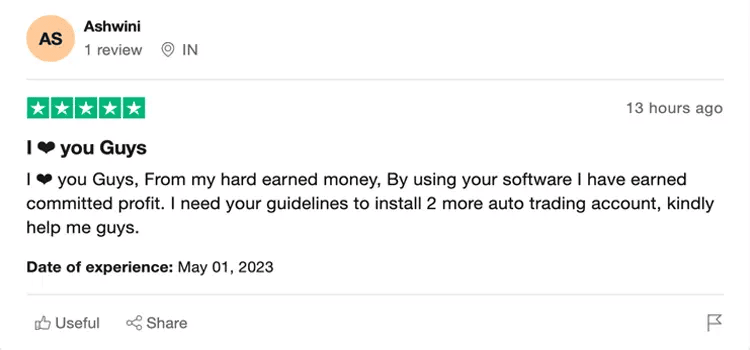 AS
Ashwini
1 review IN
13 hours ago
I ❤ you Guys
I ❤ you Guys, From my hard earned money, By using your software I have earned
committed profit. I need your guidelines to install 2 more auto trading account, kindly
help me guys.
Date of experience: May 01, 2023
Useful Share